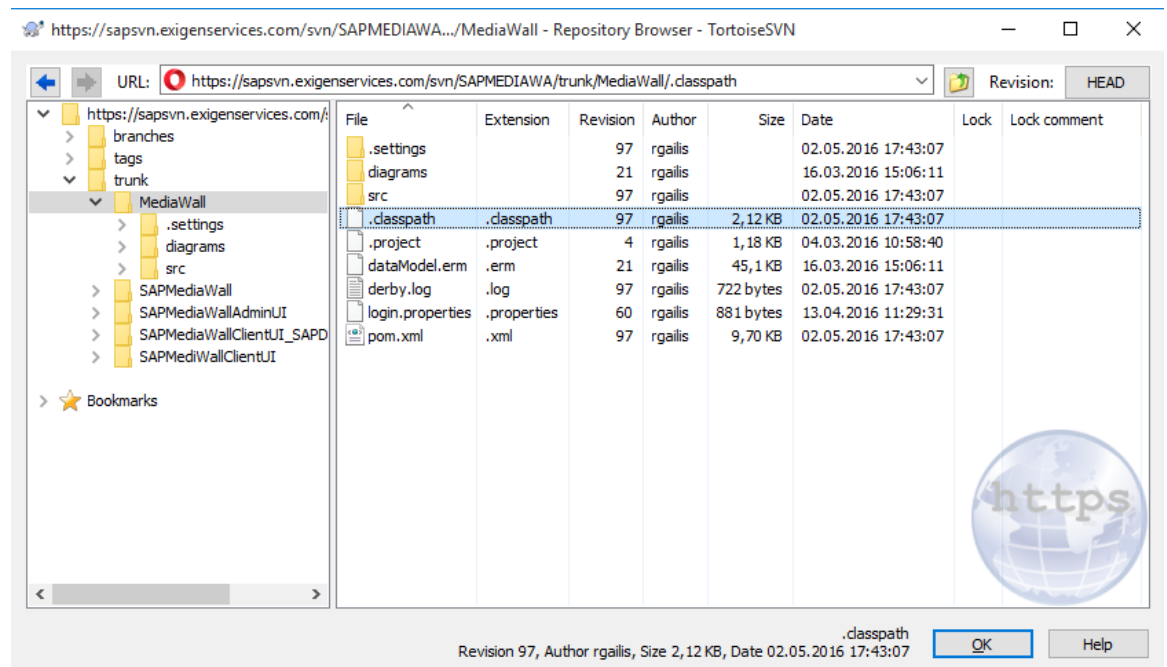 https://sapsvn.exigenservices.com/svn/SAPMEDIAWA.../MediaWall - Repository Browser - TortoiseSVN
URL: https://sapsvn.exigenservices.com/svn/SAPMEDIAWA/trunk/MediaWall/.classpath Revision: HEAD
https://sapsvn.exigenservices.com/
branches
tags
trunk
MediaWall
.settings
diagrams
src
SAPMediaWall
SAPMediaWallAdminUI
SAPMediaWallClientUI_SAPD
SAPMediWallClientUI
Bookmarks
File Extension Revision Author Size Date Lock Lock comment
.settings 97 rgailis 02.05.2016 17:43:07
diagrams 21 rgailis 16.03.2016 15:06:11
src 97 rgailis 02.05.2016 17:43:07
.classpath .classpath 97 rgailis 2,12 KB 02.05.2016 17:43:07
.project .project 4 rgailis 1,18 KB 04.03.2016 10:58:40
dataModel.erm .erm 21 rgailis 45,1 KB 16.03.2016 15:06:11
derby.log .log 97 rgailis 722 bytes 02.05.2016 17:43:07
login.properties .properties 60 rgailis 881 bytes 13.04.2016 11:29:31
pom.xml .xml 97 rgailis 9,70 KB 02.05.2016 17:43:07
https
.classpath
Revision 97, Author rgailis, Size 2,12 KB, Date 02.05.2016 17:43:07
OK Help